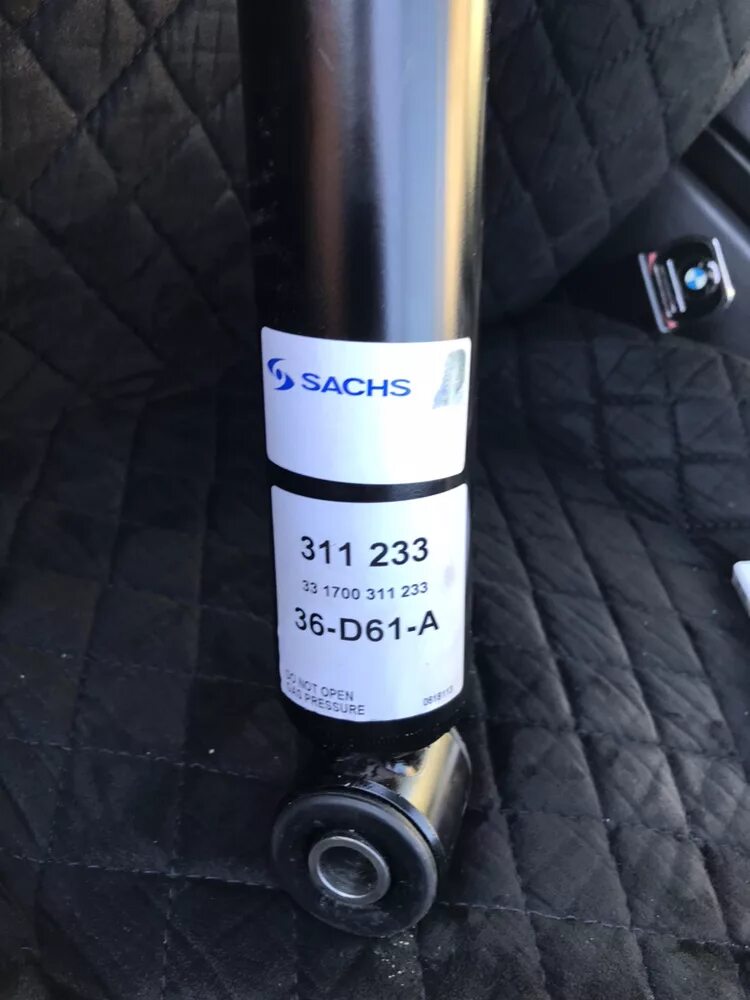 SACHS
311 233
33 1700 311 233
36-D61-A
DO NOT OPEN
GAS PRESSURE